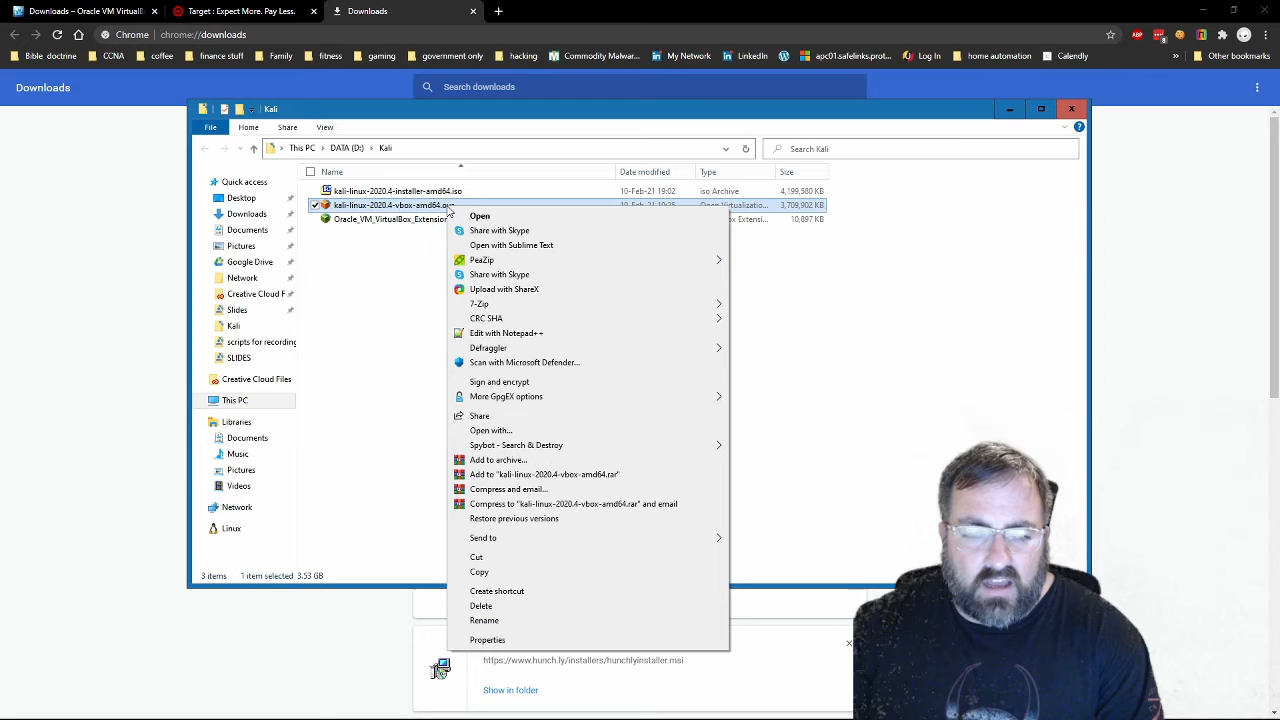 Downloads – Oracle VM VirtualB
Target : Expect More. Pay Less.
Downloads
Chrome | chrome://downloads
Bible doctrine
CCNA
coffee
finance stuff
fitness
gaming
government only
hacking
Commodity Malwar...
my Network
LinkedIn
apc01.safelinks.prot...
Log In
home automation
Calendly
Other bookmarks
Downloads
Search downloads
Kali
File
Home
Share
View
This PC
DATA (D:)
Kali
Search Kali
Name
Date modified
Type
Size
kali-linux-2020.4-installer-amd64.iso
10-Feb-21 19:02
iso Archive
4,199,580 KB
kali-linux-2020.4-vbox-amd64.ova
Open Virtualizatio...
3,709,902 KB
Oracle_VM_VirtualBox_Extension
Box Extensi...
10,897 KB
Quick access
Desktop
Downloads
Documents
Pictures
Google Drive
Network
Creative Cloud F
Slides
Kali
scripts for recording
SLIDES
Creative Cloud Files
This PC
Libraries
Documents
Music
Pictures
Videos
Network
Linux
Open
Share with Skype
Open with Sublime Text
PeaZip
Share with Skype
Upload with ShareX
7-Zip
CRC SHA
Edit with Notepad++
Defraggler
Scan with Microsoft Defender...
Sign and encrypt
More GpgEX options
Share
Open with...
Spybot - Search & Destroy
Add to archive...
Add to "kali-linux-2020.4-vbox-amd64.rar"
Compress and email...
Compress to "kali-linux-2020.4-vbox-amd64.rar" and email
Restore previous versions
Send to
Cut
Copy
Create shortcut
Delete
Rename
Properties
3 items
1 item selected 3.53 GB
https://www.hunch.ly/installers/hunchlyinstaller.msi
Show in folder